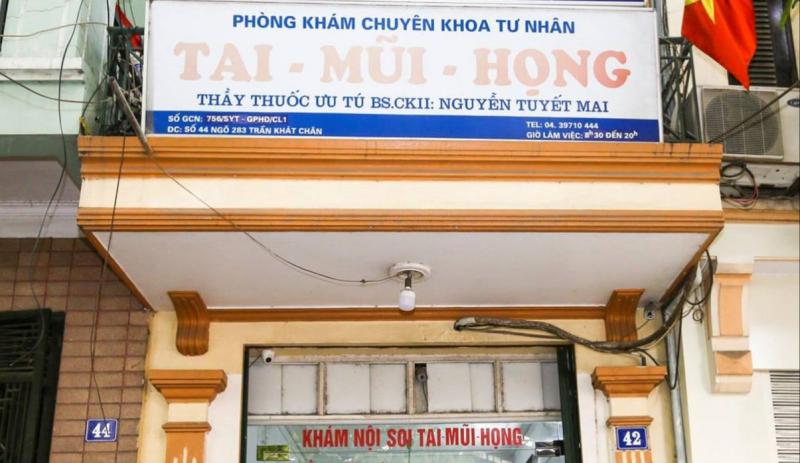 PHÒNG KHÁM CHUYÊN KHOA TƯ NHÂN
TAI - MŨI - HỌNG
THẦY THUỐC ƯU TÚ BS.CKII: NGUYỄN TUYẾT MAI
SỐ GCN: 756/SYT - GPHĐ/CL1
ĐC: SỐ 44 NGÕ 283 TRẦN KHÁT CHÂN
TEL: 04. 39710 444
GIỜ LÀM VIỆC: 8h30 ĐẾN 20h
KHÁM NỘI SOI TAI-MŨI-HỌNG
44
42